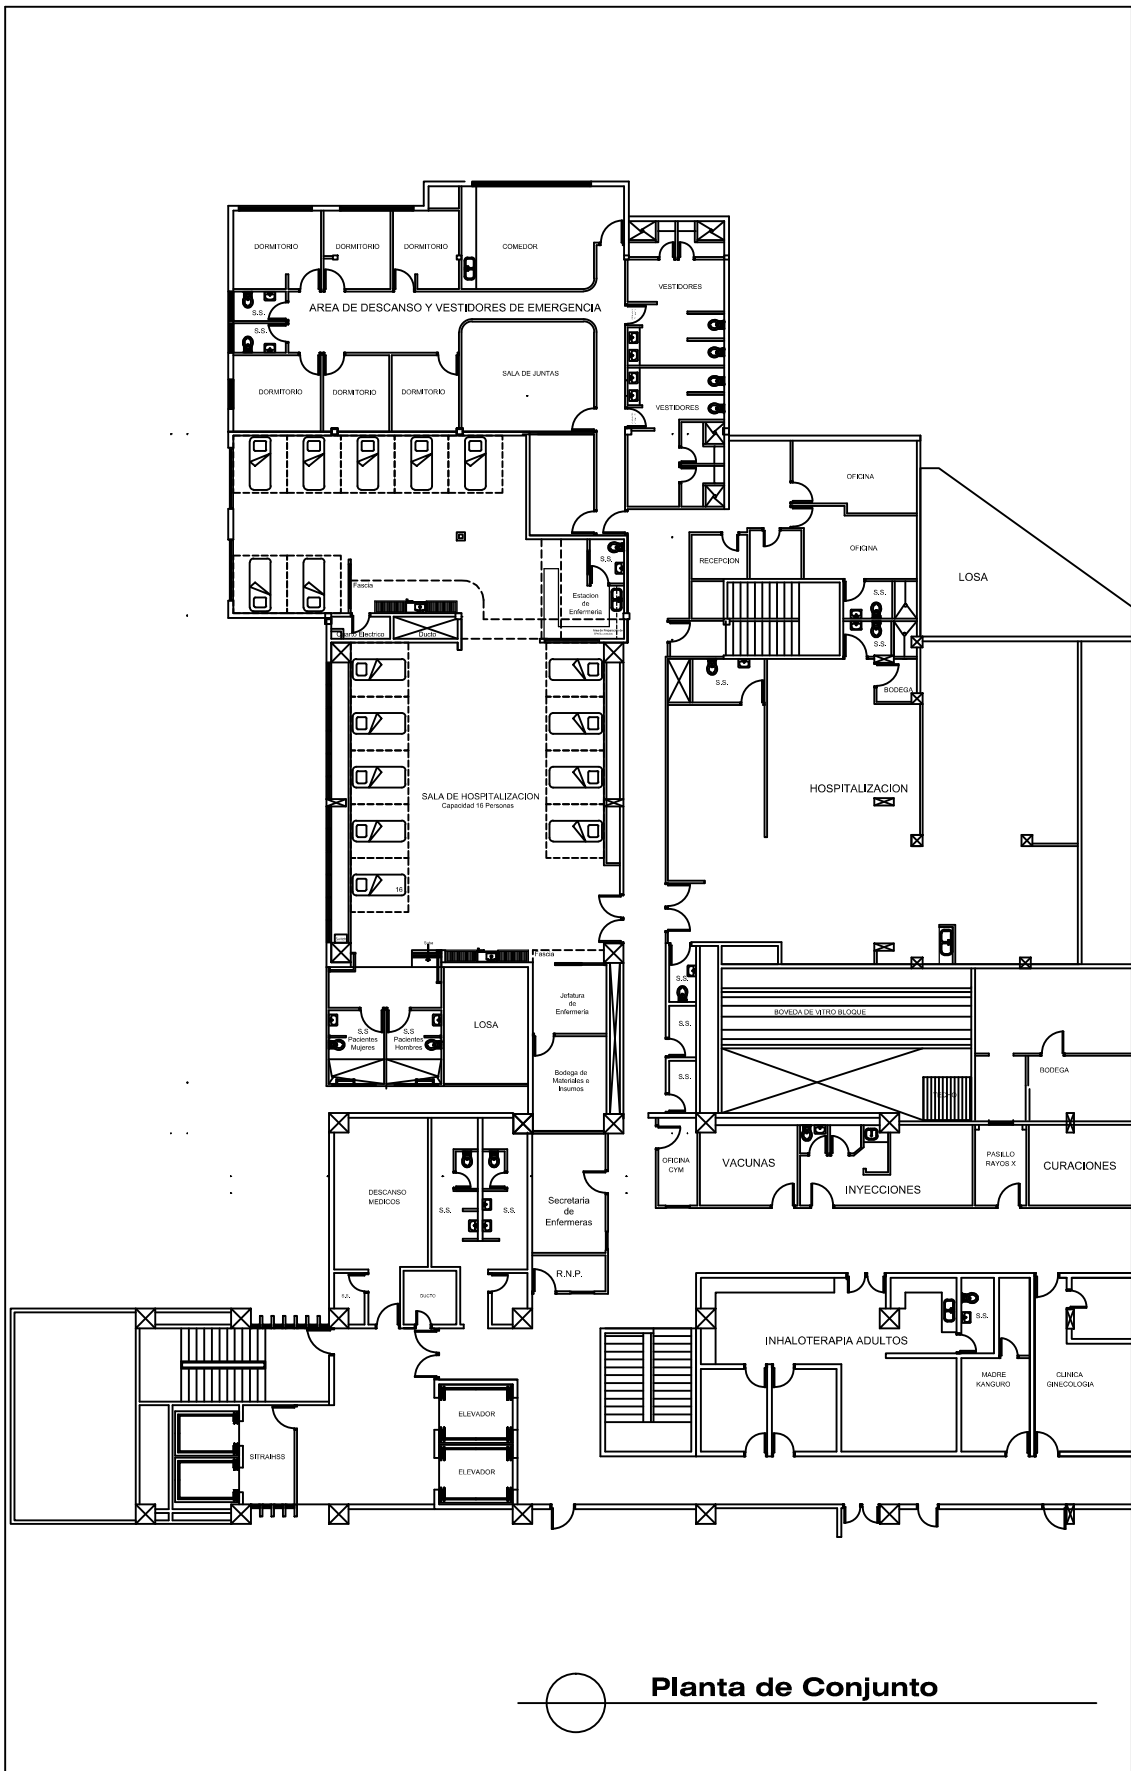 DORMITORIO
DORMITORIO
DORMITORIO
COMEDOR
VESTIDORES
AREA DE DESCANSO Y VESTIDORES DE EMERGENCIA
S.S.
S.S.
SALA DE JUNTAS
DORMITORIO
DORMITORIO
DORMITORIO
VESTIDORES
OFICINA
OFICINA
RECEPCION
LOSA
S.S.
Fascia
Estacion
de
Enfermeria
S.S.
S.S.
Cuarto Electrico
Ducto
S.S.
BODEGA
SALA DE HOSPITALIZACION
Capacidad 16 Personas
HOSPITALIZACION
16
Fascia
S.S.
Jefatura
de
Enfermeria
LOSA
S.S
Pacientes
Mujeres
S.S
Pacientes
Hombres
S.S.
BOVEDA DE VITRO BLOQUE
Bodega de
Materiales e
Insumos
S.S.
TECHO
BODEGA
OFICINA
CYM
VACUNAS
INYECCIONES
PASILLO
RAYOS X
CURACIONES
DESCANSO
MEDICOS
S.S.
S.S.
Secretaria
de
Enfermeras
R.N.P.
DUCTO
INHALOTERAPIA ADULTOS
S.S.
MADRE
KANGURO
CLINICA
GINECOLOGIA
ELEVADOR
SITRAIHSS
ELEVADOR
Planta de Conjunto